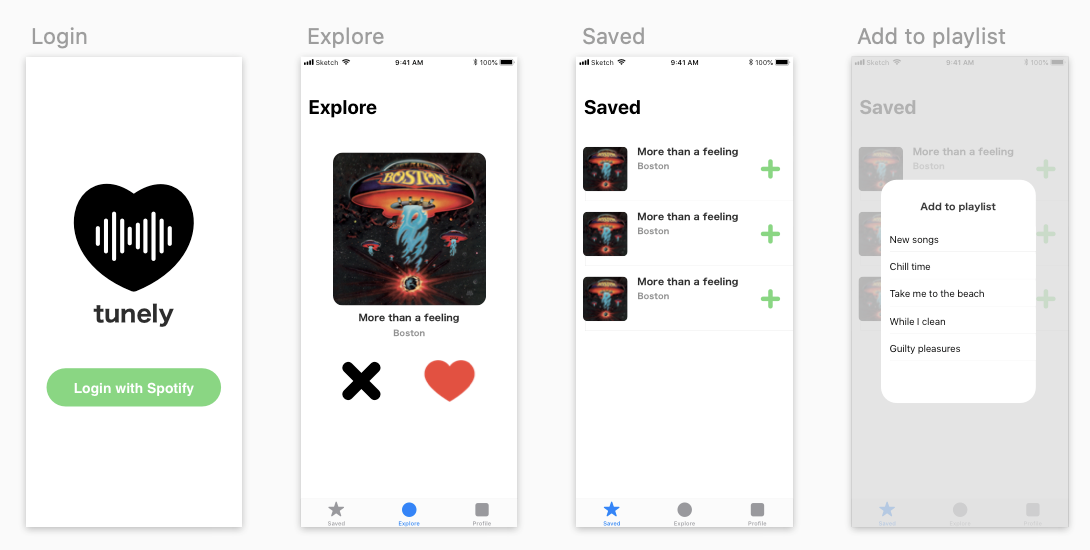 Login
tunely
Login with Spotify
Explore
Sketch 9:41 AM 100%
Explore
BOSTON
More than a feeling
Boston
Saved Explore Profile
Saved
Sketch 9:41 AM 100%
Saved
More than a feeling
Boston
More than a feeling
Boston
More than a feeling
Boston
Saved Explore Profile
Add to playlist
Sketch 9:41 AM 100%
Saved
More than a feeling
Boston
Add to playlist
New songs
Chill time
Take me to the beach
While I clean
Guilty pleasures
Saved Explore Profile